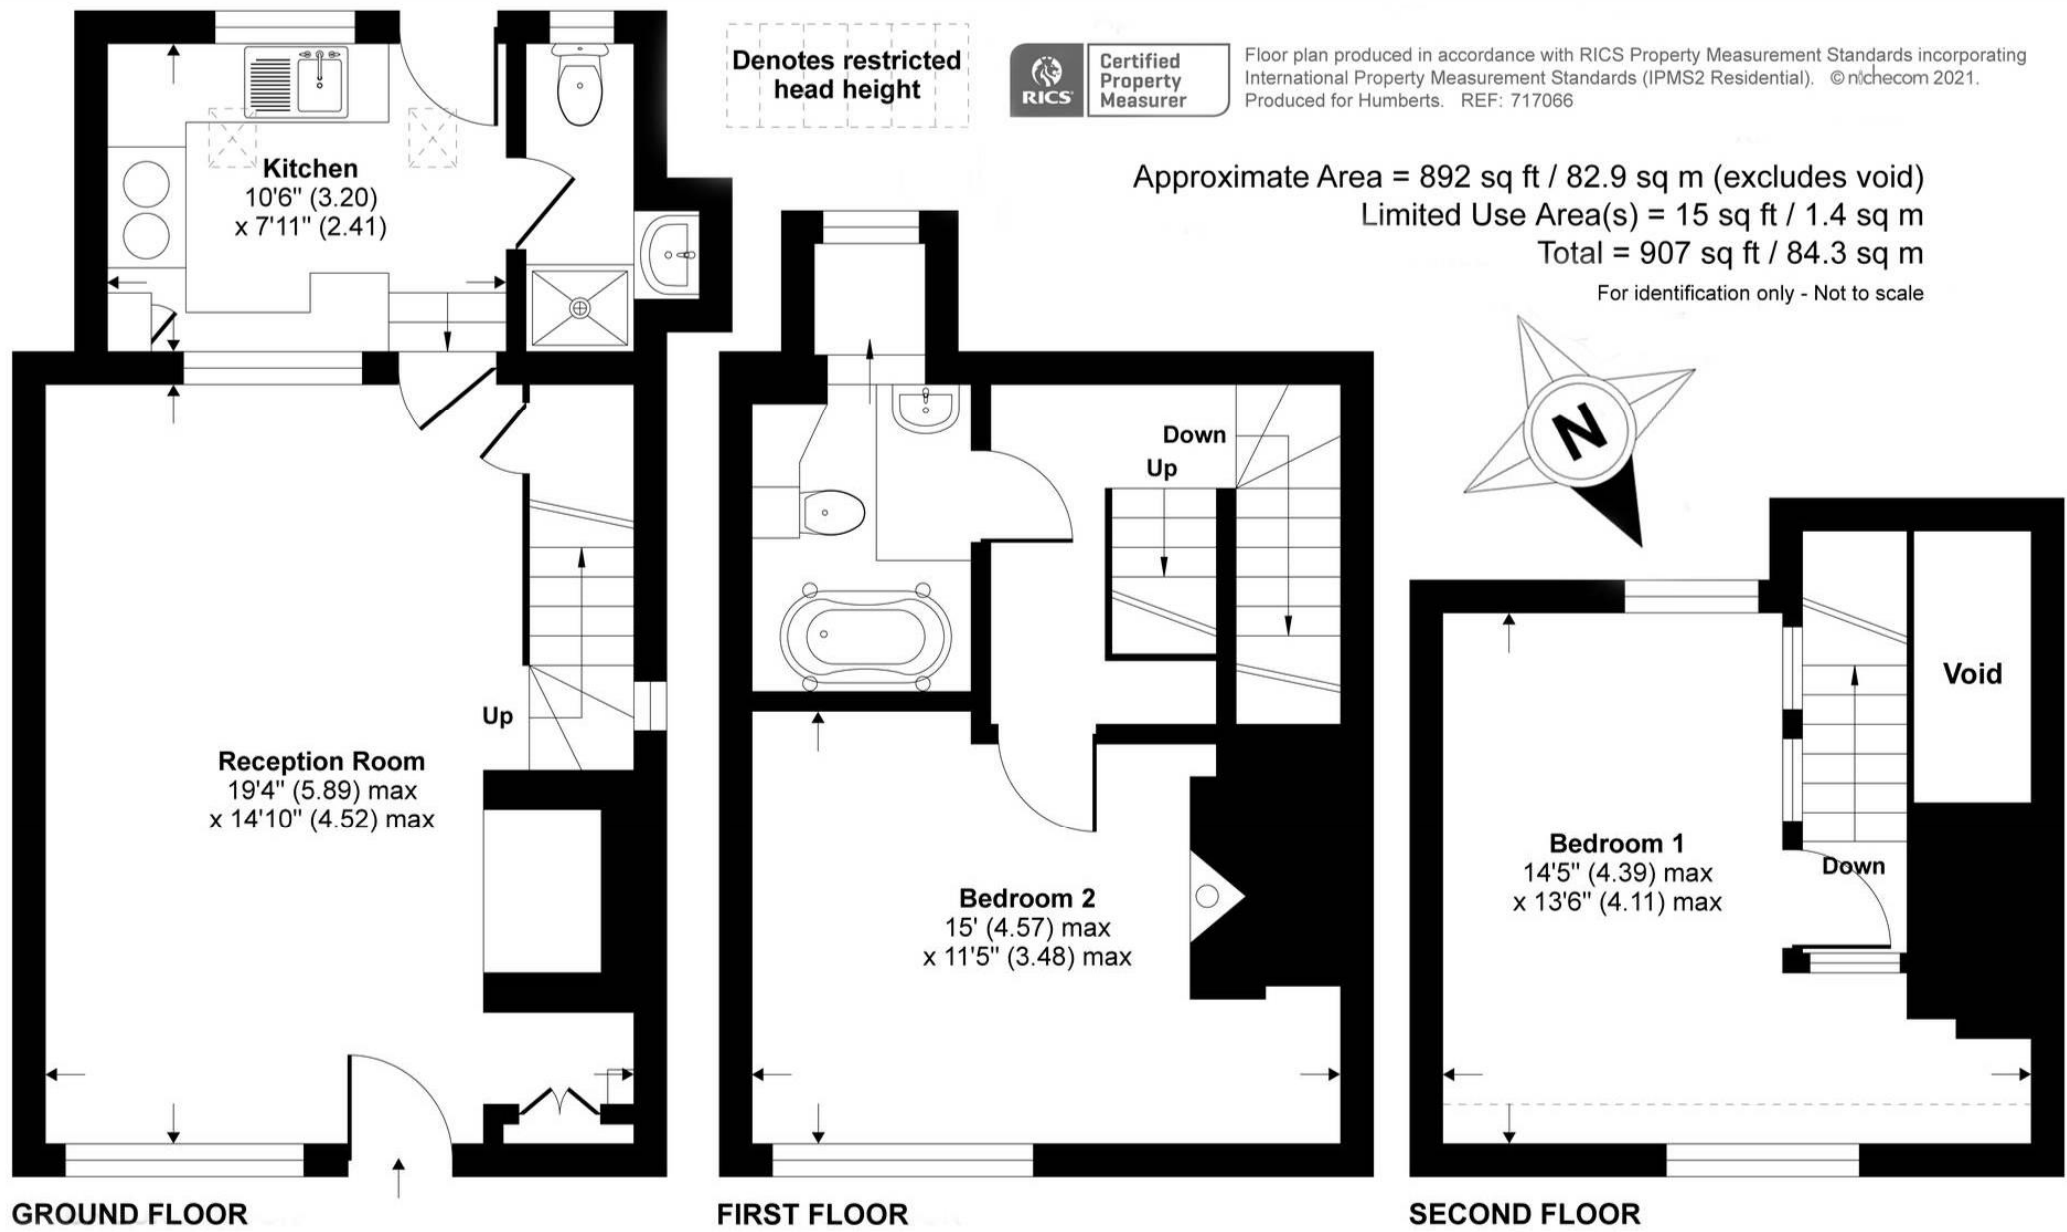 Denotes restricted
head height
RICS
Certified
Property
Measurer
Floor plan produced in accordance with RICS Property Measurement Standards incorporating
International Property Measurement Standards (IPMS2 Residential). © nichecom 2021.
Produced for Humberts. REF: 717066
Approximate Area = 892 sq ft / 82.9 sq m (excludes void)
Limited Use Area(s) = 15 sq ft / 1.4 sq m
Total = 907 sq ft / 84.3 sq m
For identification only - Not to scale
N
Kitchen
10'6" (3.20)
x 7'11" (2.41)
Up
Reception Room
19'4" (5.89) max
x 14'10" (4.52) max
GROUND FLOOR
Down
Up
Bedroom 2
15' (4.57) max
x 11'5" (3.48) max
FIRST FLOOR
Void
Bedroom 1
14'5" (4.39) max
x 13'6" (4.11) max
Down
SECOND FLOOR